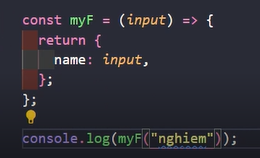 const myF = (input) => {
  return {
    name: input,
  };
};
console.log(myF("nghiem"));